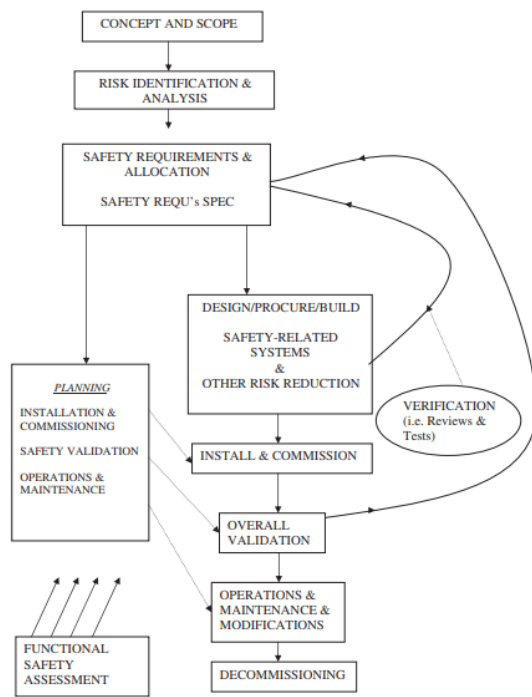 CONCEPT AND SCOPE
RISK IDENTIFICATION &
ANALYSIS
SAFETY REQUIREMENTS &
ALLOCATION
SAFETY REQU's SPEC
DESIGN/PROCURE/BUILD
SAFETY-RELATED
SYSTEMS
&
OTHER RISK REDUCTION
PLANNING
INSTALLATION &
COMMISSIONING
SAFETY VALIDATION
OPERATIONS &
MAINTENANCE
VERIFICATION
(i.e. Reviews &
Tests)
INSTALL & COMMISSION
OVERALL
VALIDATION
OPERATIONS &
MAINTENANCE &
MODIFICATIONS
FUNCTIONAL
SAFETY
ASSESSMENT
DECOMMISSIONING